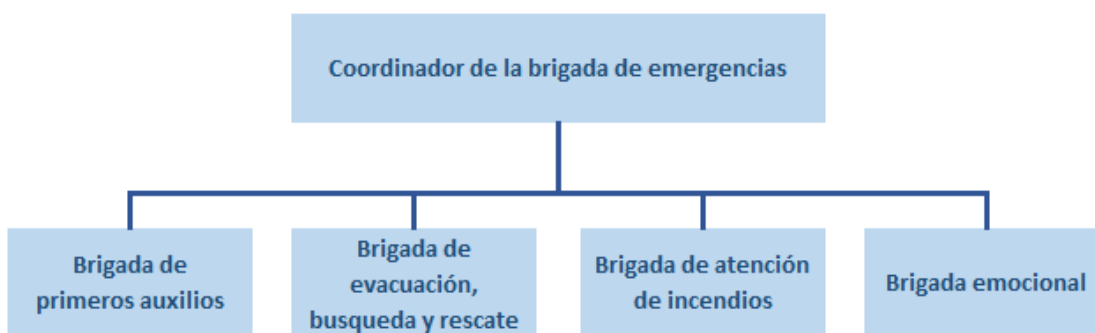 Coordinador de la brigada de emergencias
Brigada de
primeros auxilios
Brigada de
evacuación,
busqueda y rescate
Brigada de atención
de incendios
Brigada emocional